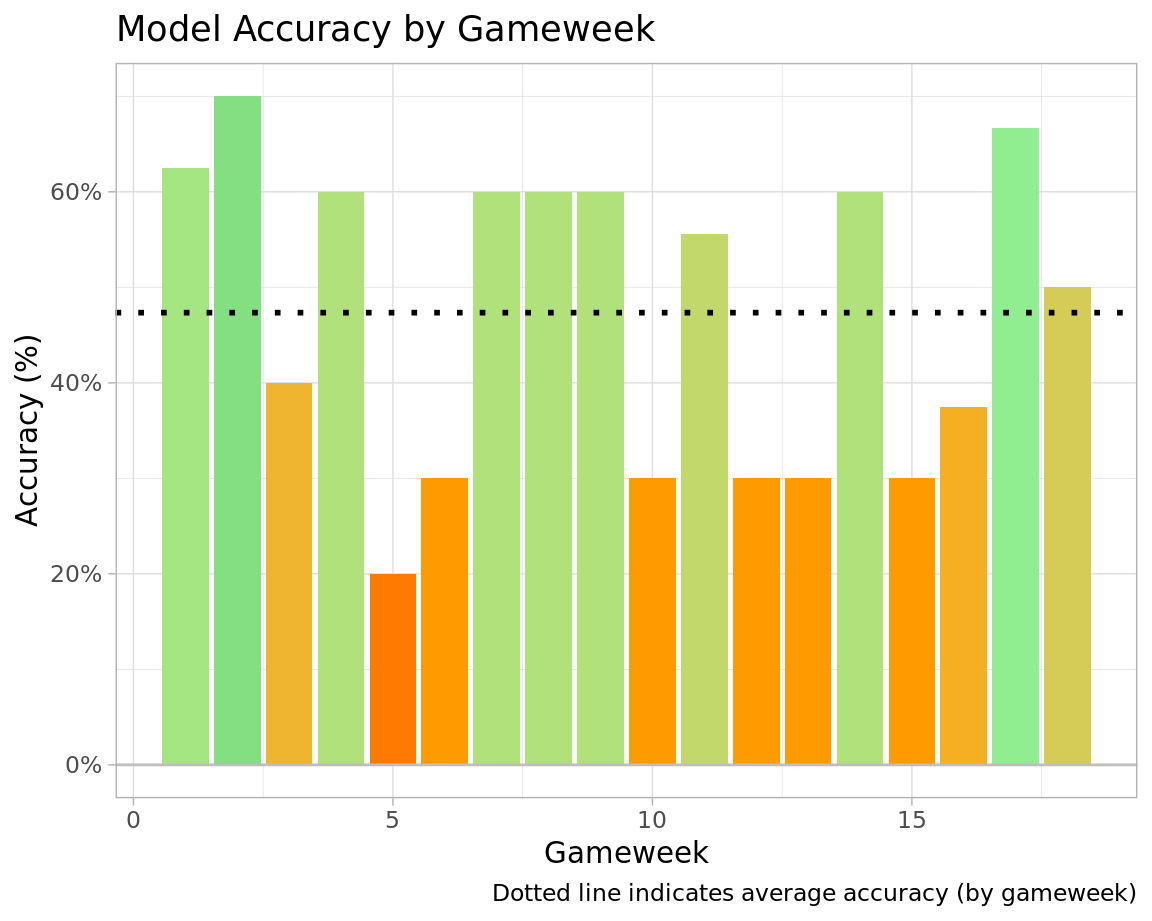 Model Accuracy by Gameweek
Accuracy (%)
60%
40%
20%
0%
0 5 10 15
Gameweek
Dotted line indicates average accuracy (by gameweek)